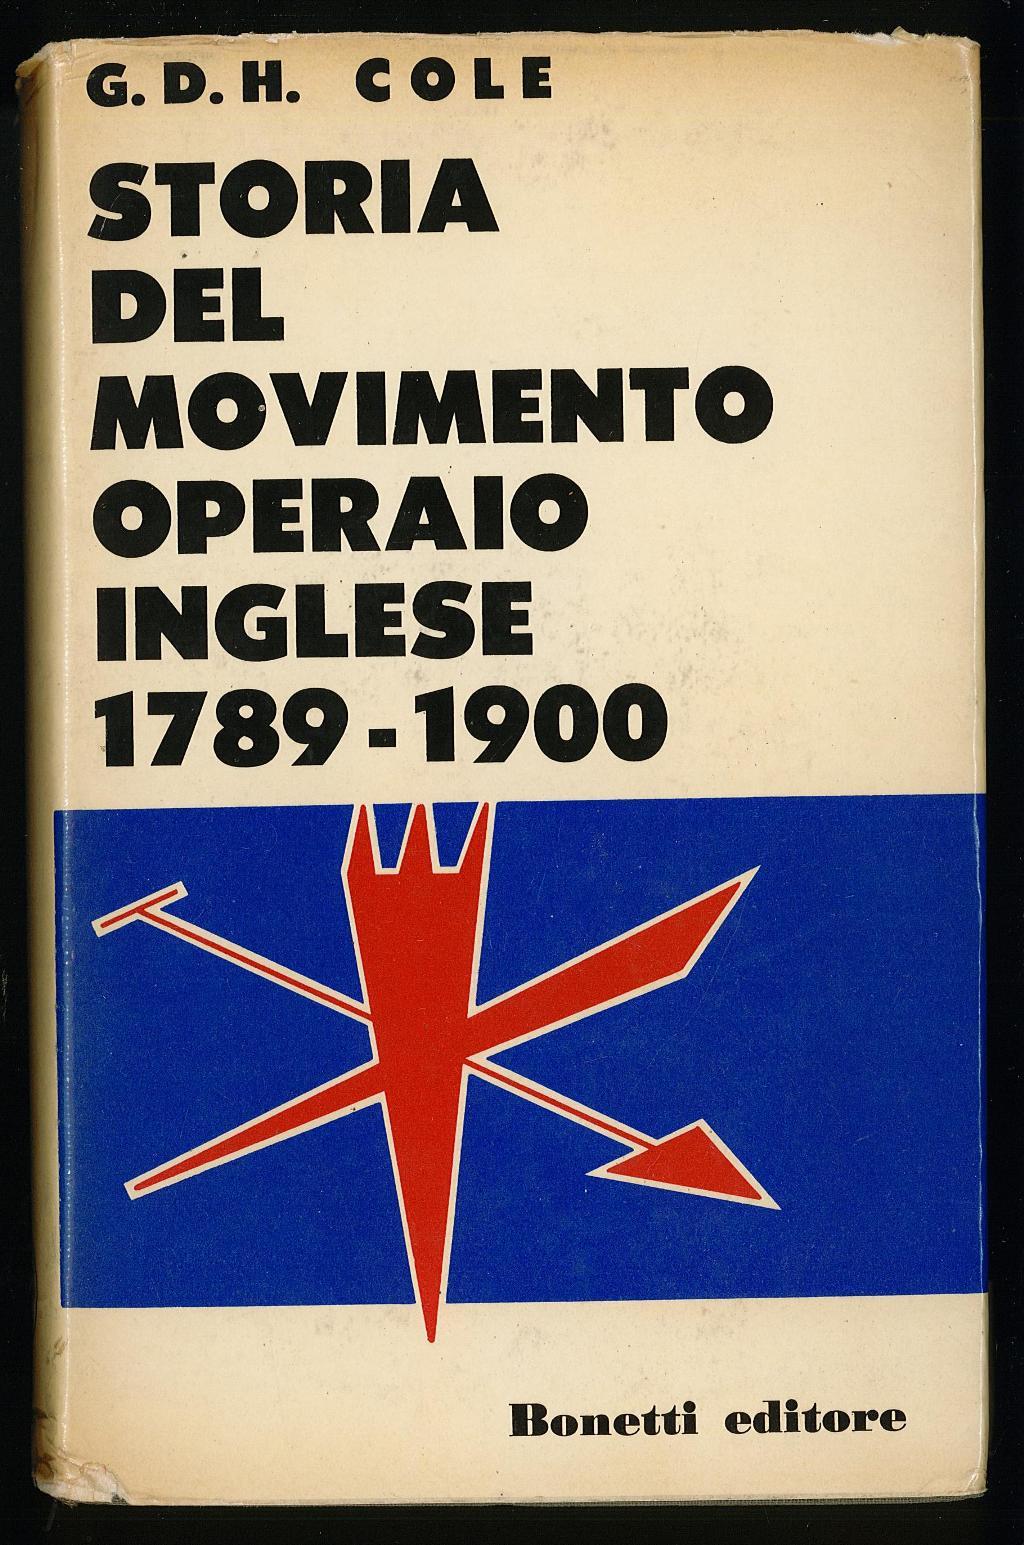 G. D. H. COLE
STORIA
DEL
MOVIMENTO
OPERAIO
INGLESE
1789-1900
Bonetti editore